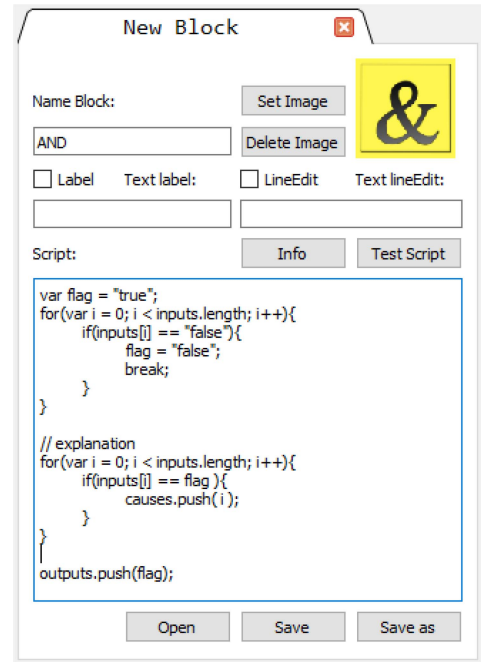 New Block
Name Block: Set Image &
AND Delete Image
Label Text label: LineEdit Text lineEdit:
Script: Info Test Script
var flag = "true";
for(var i = 0; i < inputs.length; i++){
if(inputs[i] == "false"){
flag = "false";
break;
}
}
// explanation
for(var i = 0; i < inputs.length; i++){
if(inputs[i] == flag ){
causes.push( i );
}
}
outputs.push(flag);
Open Save Save as